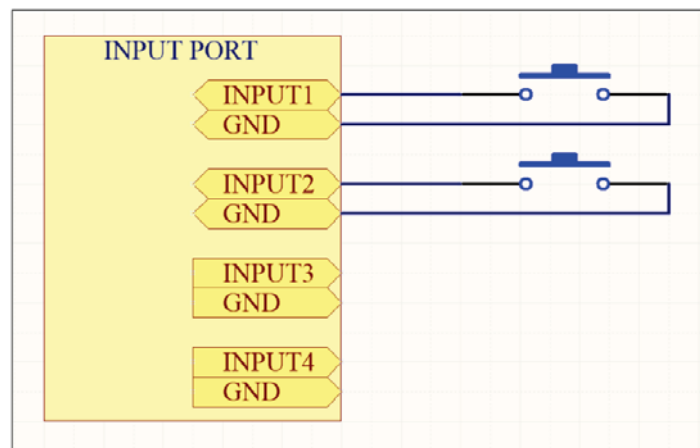 INPUT PORT
INPUT1
GND
INPUT2
GND
INPUT3
GND
INPUT4
GND